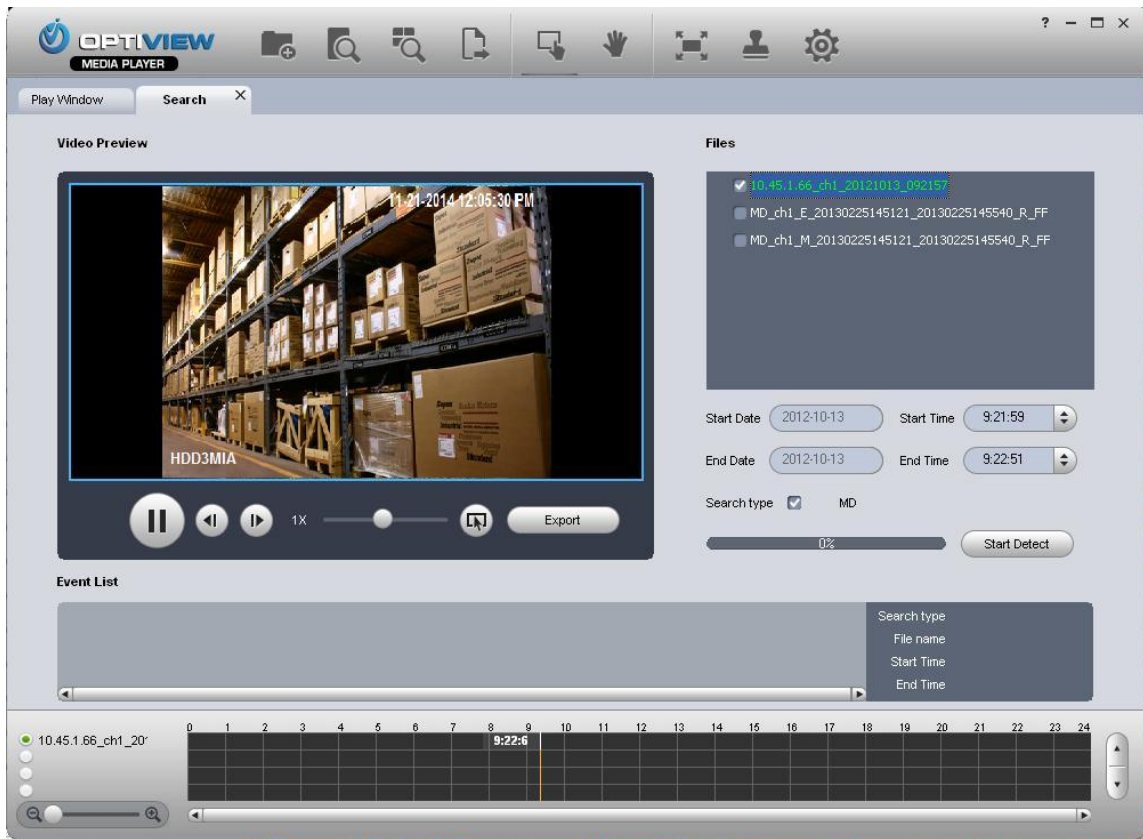 OPTIVIEW
MEDIA PLAYER
?
Play Window
Search
Video Preview
Files
11-21-2014 12:05:30 PM
HDD3MIA
10.45.1.66_ch1_20121013_092157
MD_ch1_E_20130225145121_20130225145540_R_FF
MD_ch1_M_20130225145121_20130225145540_R_FF
Start Date 2012-10-13 Start Time 9:21:59
End Date 2012-10-13 End Time 9:22:51
Search type MD
1X
Export
0%
Start Detect
Event List
Search type
File name
Start Time
End Time
0 1 2 3 4 5 6 7 8 9 10 11 12 13 14 15 16 17 18 19 20 21 22 23 24
10.45.1.66_ch1_20
9:22:6